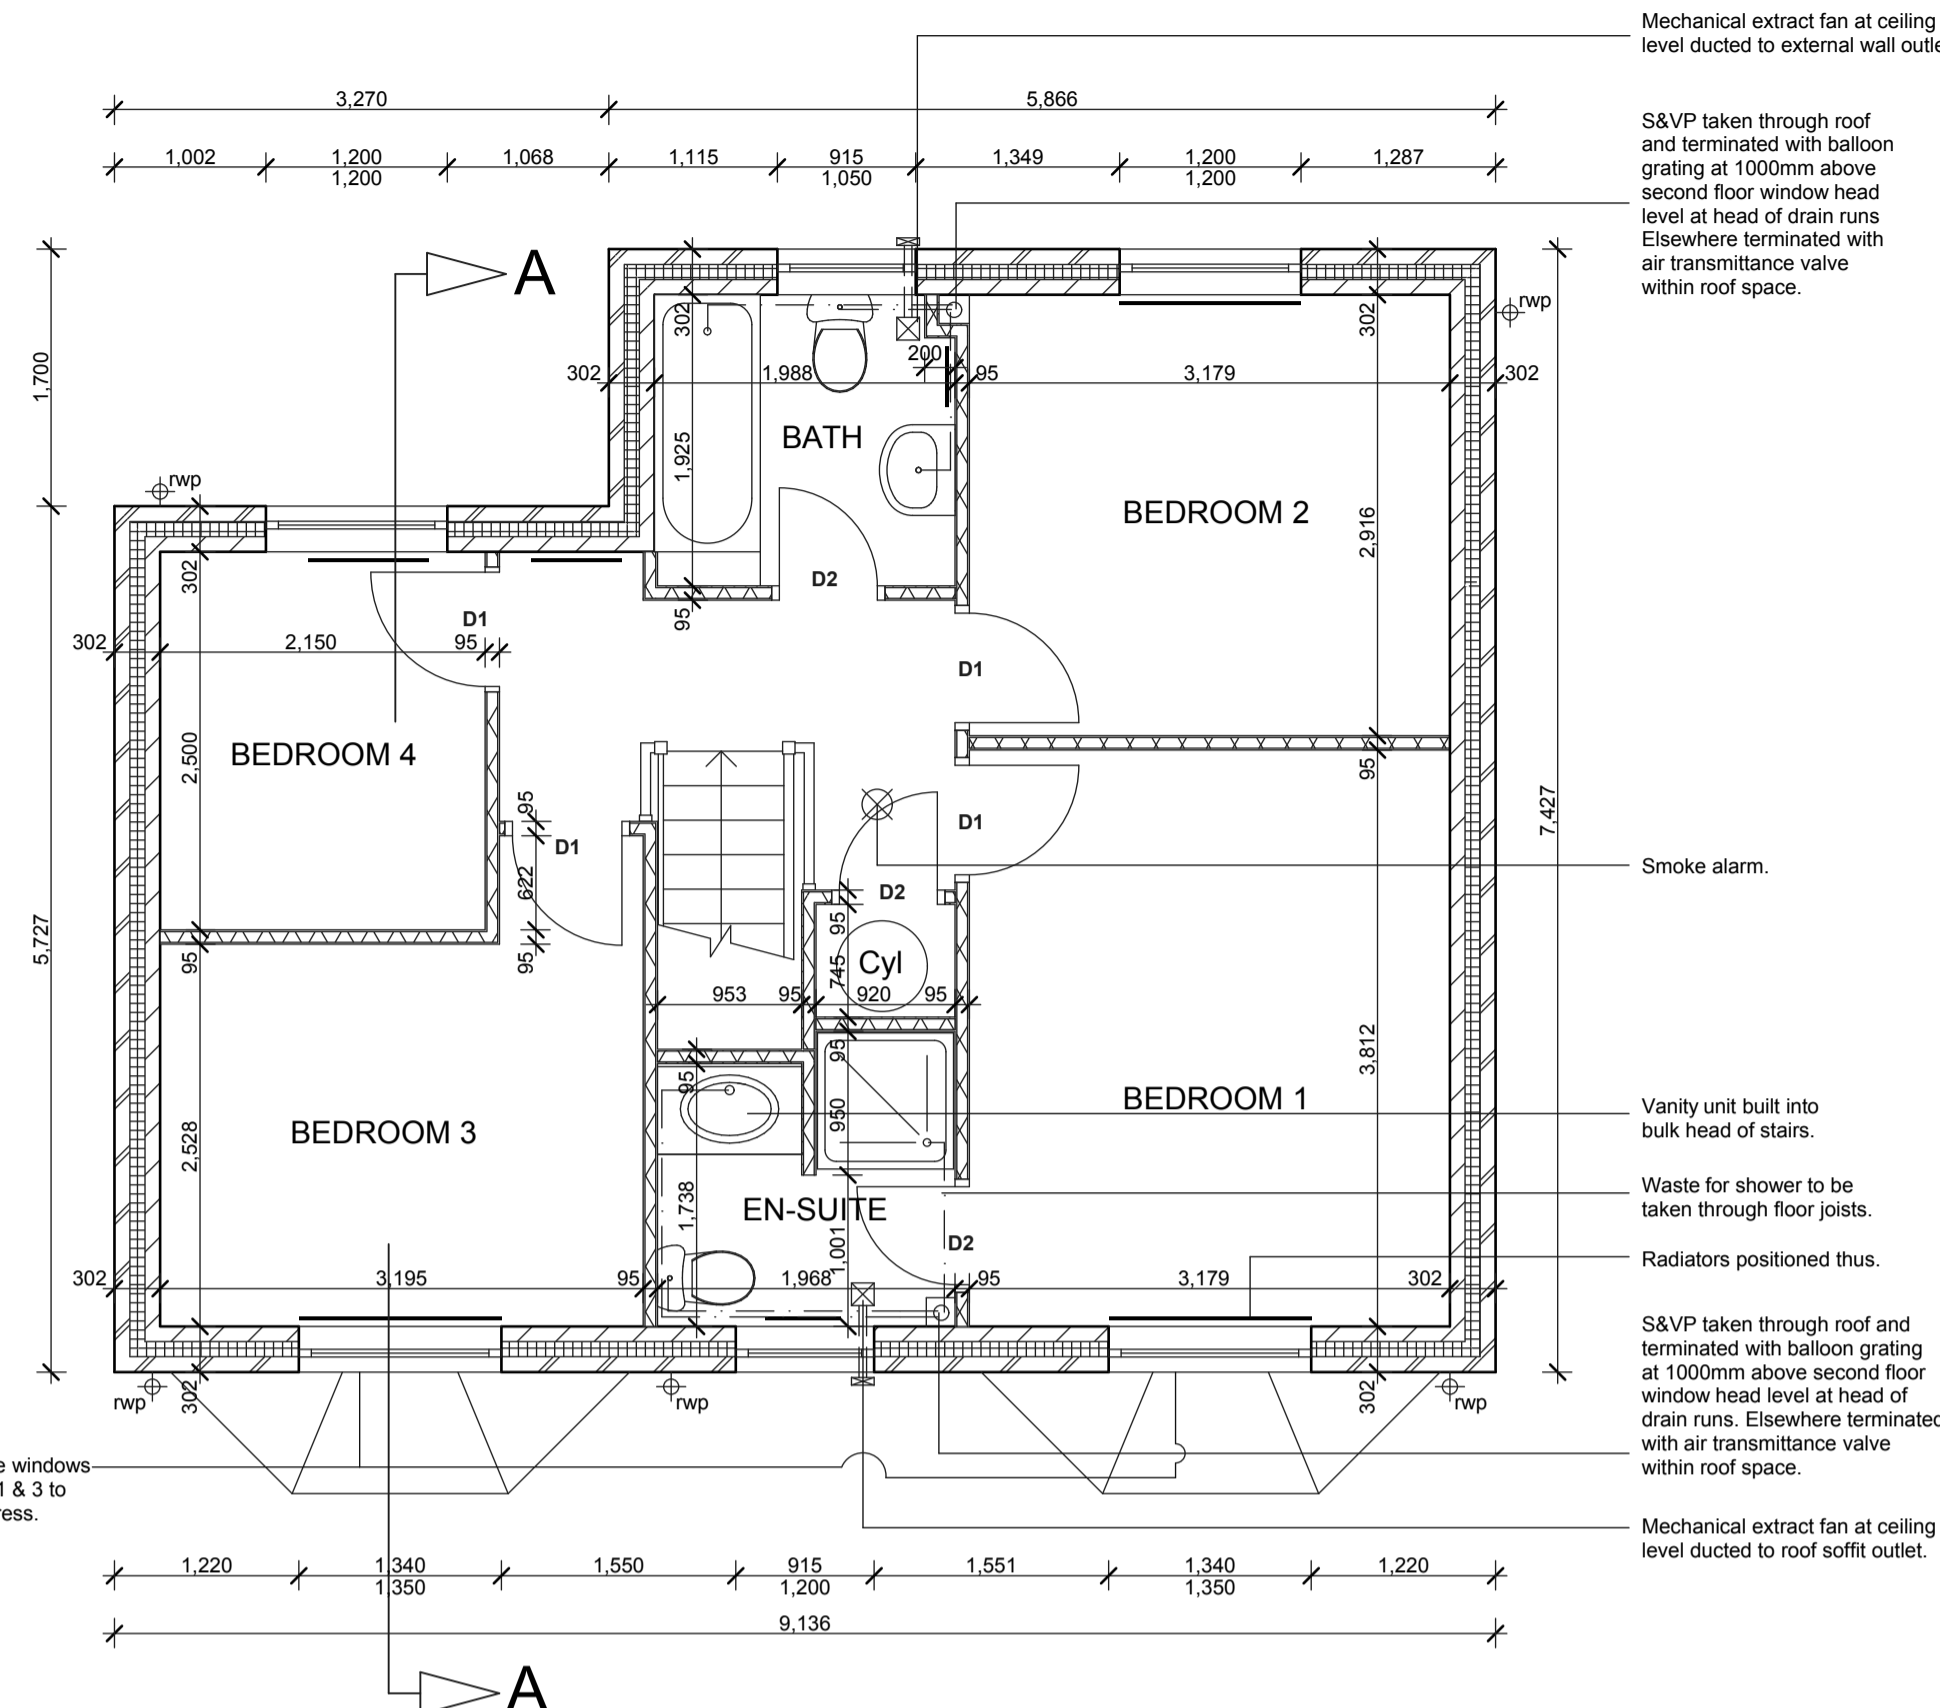 Mechanical extract fan at ceiling
level ducted to external wall
3,270
5,866
1,002
1,200
1,068
1,115
915
1,349
1,200
1,287
1,200
1,050
1,200
S&VP taken through roof
and terminated with balloon
grating at 1000mm above
second floor window head
level at head of drain runs
Elsewhere terminated with
air transmittance valve
within roof space.
A
rwp
302
302
1,700
200
302
1,988
95
3,179
302
BATH
1,925
rwp
BEDROOM 2
2,916
302
D2
D1
95
302
2,150
95
D1
BEDROOM 4
2,500
95
95
D1
7,427
D1
622
Smoke alarm.
D2
95
5,727
95
95
Cyl
745
953
95
920
95
95
3,812
95
BEDROOM 1
950
Vanity unit built into
bulk head of stairs.
BEDROOM 3
2,528
1,738
EN-SUITE
Waste for shower to be
taken through floor joists.
1,001
D2
Radiators positioned thus.
302
3,195
95
1,968
95
3,179
302
S&VP taken through roof and
terminated with balloon grating
at 1000mm above second floor
window head level at head of
drain runs. Elsewhere terminated
with air transmittance valve
within roof space.
rwp
302
rwp
302
rwp
windows
1 & 3 to
Mechanical extract fan at ceiling
level ducted to roof soffit outlet.
1,220
1,340
1,550
915
1,551
1,340
1,220
1,350
1,200
1,350
9,136
A